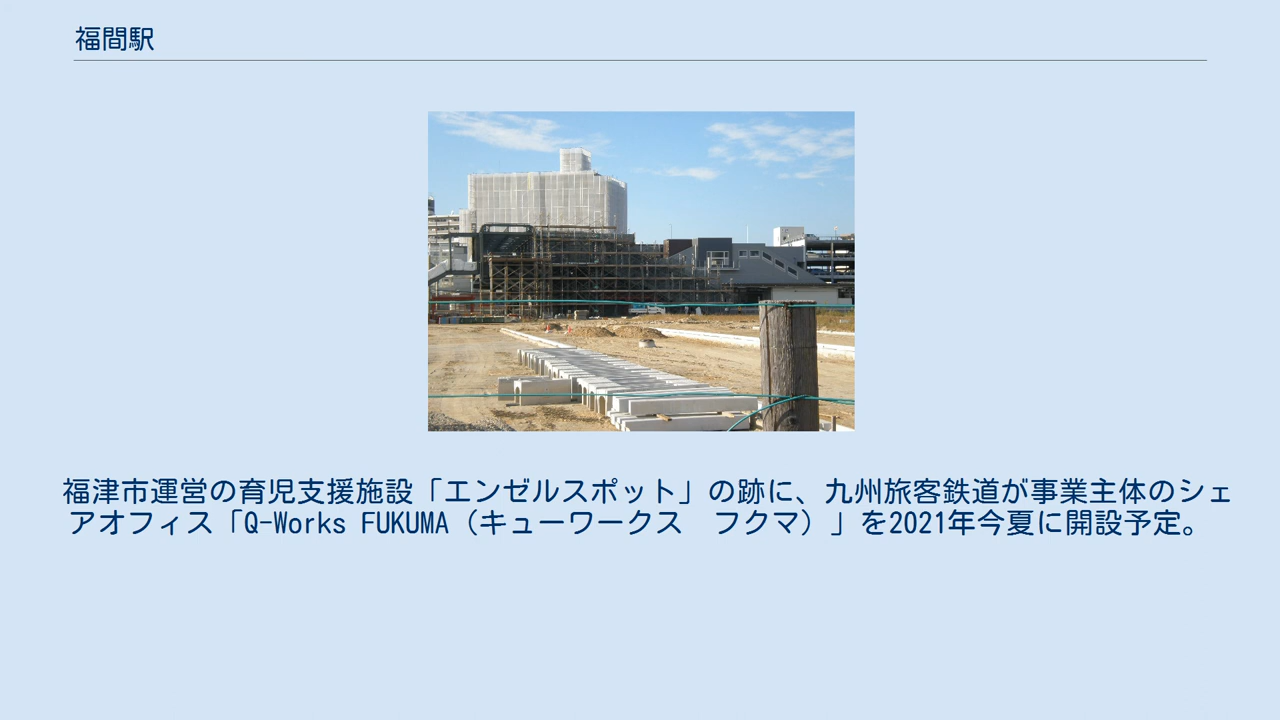 福間駅
福津市運営の育児支援施設「エンゼルスポット」の跡に、九州旅客鉄道が事業主体のシェ
アオフィス「Q-Works FUKUMA（キューワークス　フクマ）」を2021年今夏に開設予定。